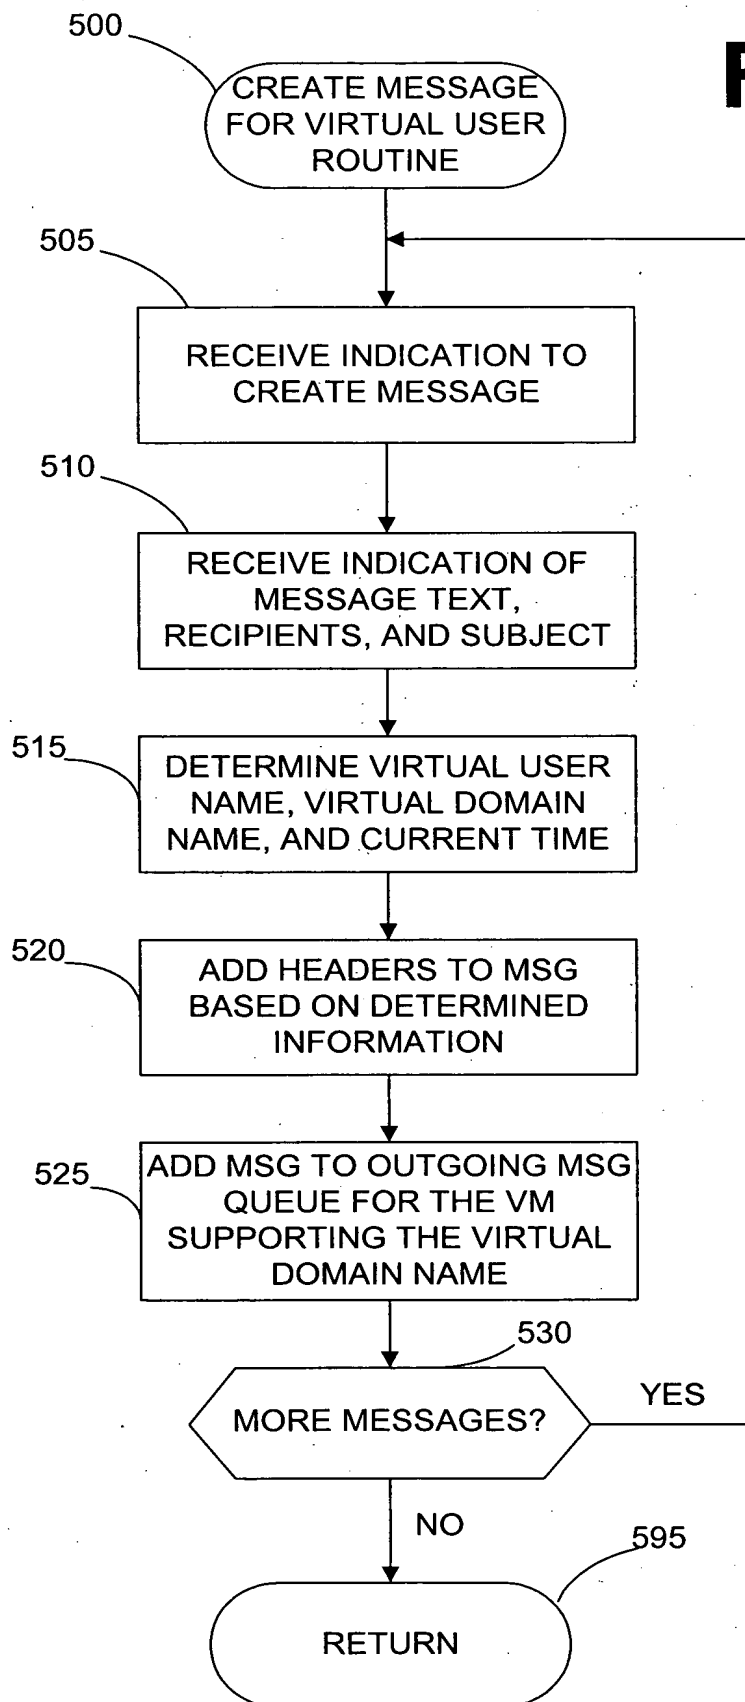 500
CREATE MESSAGE
FOR VIRTUAL USER
ROUTINE
505
RECEIVE INDICATION TO
CREATE MESSAGE
510
RECEIVE INDICATION OF
MESSAGE TEXT,
RECIPIENTS, AND SUBJECT
515
DETERMINE VIRTUAL USER
NAME, VIRTUAL DOMAIN
NAME, AND CURRENT TIME
520
ADD HEADERS TO MSG
BASED ON DETERMINED
INFORMATION
525
ADD MSG TO OUTGOING MSG
QUEUE FOR THE VM
SUPPORTING THE VIRTUAL
DOMAIN NAME
530
MORE MESSAGES?
YES
NO
595
RETURN